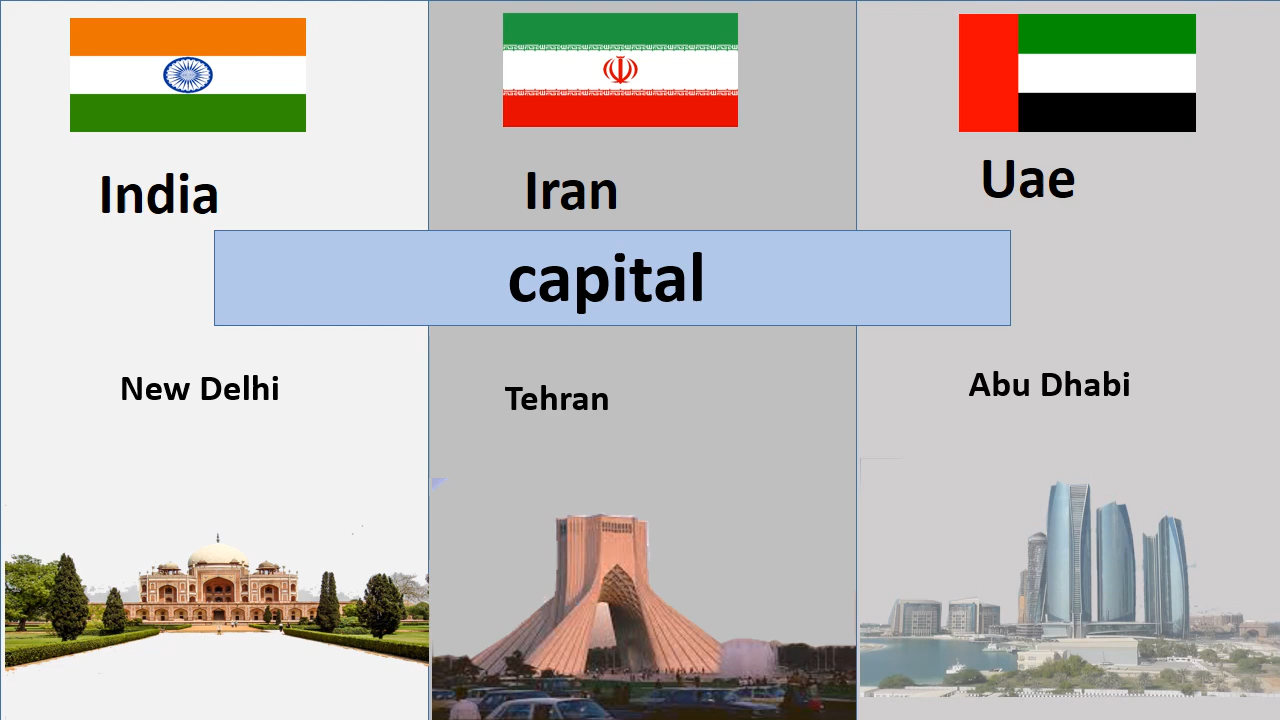 India
Iran
Uae
capital
New Delhi
Tehran
Abu Dhabi